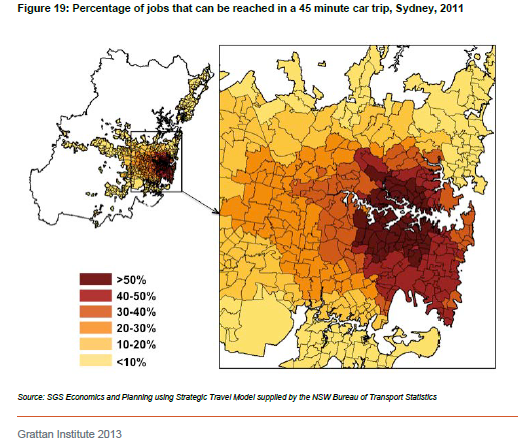 Figure 19: Percentage of jobs that can be reached in a 45 minute car trip, Sydney, 2011
>50%
40-50%
30-40%
20-30%
10-20%
<10%
Source: SGS Economics and Planning using Strategic Travel Model supplied by the NSW Bureau of Transport Statistics
Grattan Institute 2013